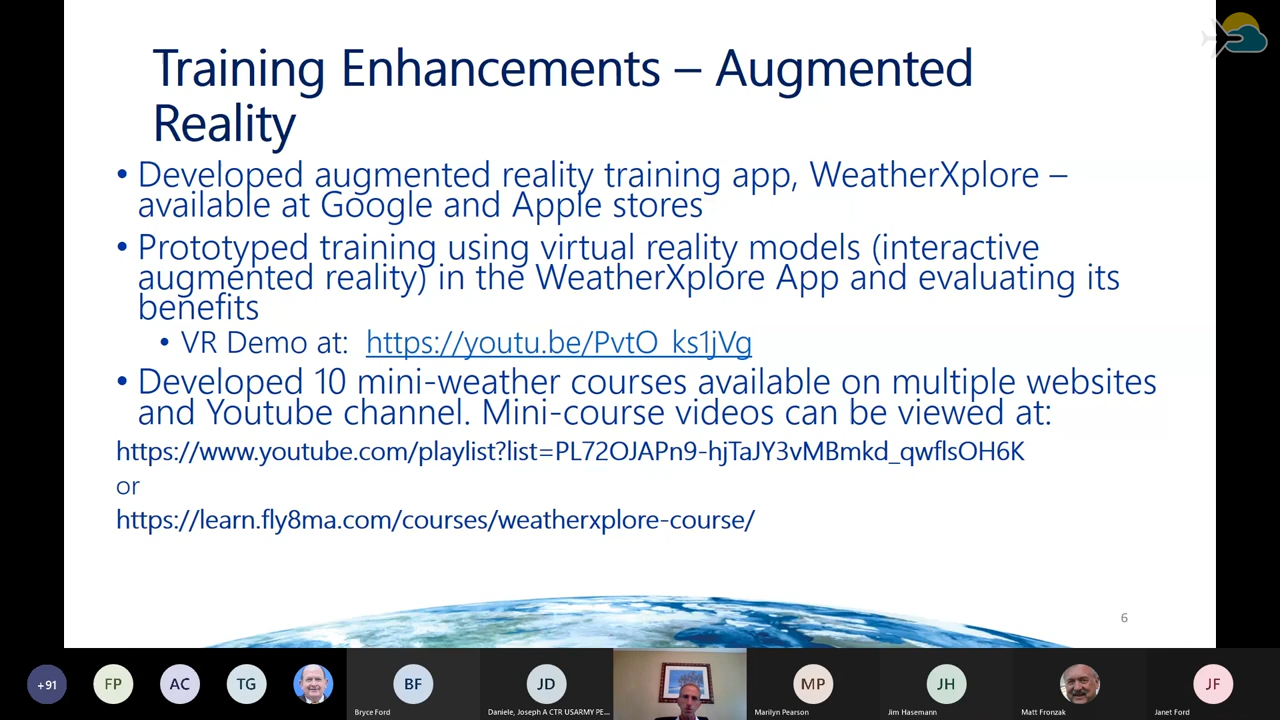 Training Enhancements – Augmented
Reality
• Developed augmented reality training app, WeatherXplore –
available at Google and Apple stores
• Prototyped training using virtual reality models (interactive
augmented reality) in the WeatherXplore App and evaluating its
benefits
• VR Demo at: https://youtu.be/PvtO_ks1jVg
• Developed 10 mini-weather courses available on multiple websites
and Youtube channel. Mini-course videos can be viewed at:
https://www.youtube.com/playlist?list=PL72OJAPn9-hjTaJY3vMBmkd_qwflsOH6K
or
https://learn.fly8ma.com/courses/weatherxplore-course/
6
+91
FP
AC
TG
BF
JD
MP
JH
JF
Bryce Ford
Daniele, Joseph A CTR USARMY PE...
Marilyn Pearson
Jim Hasemann
Matt Fronzak
Janet Ford